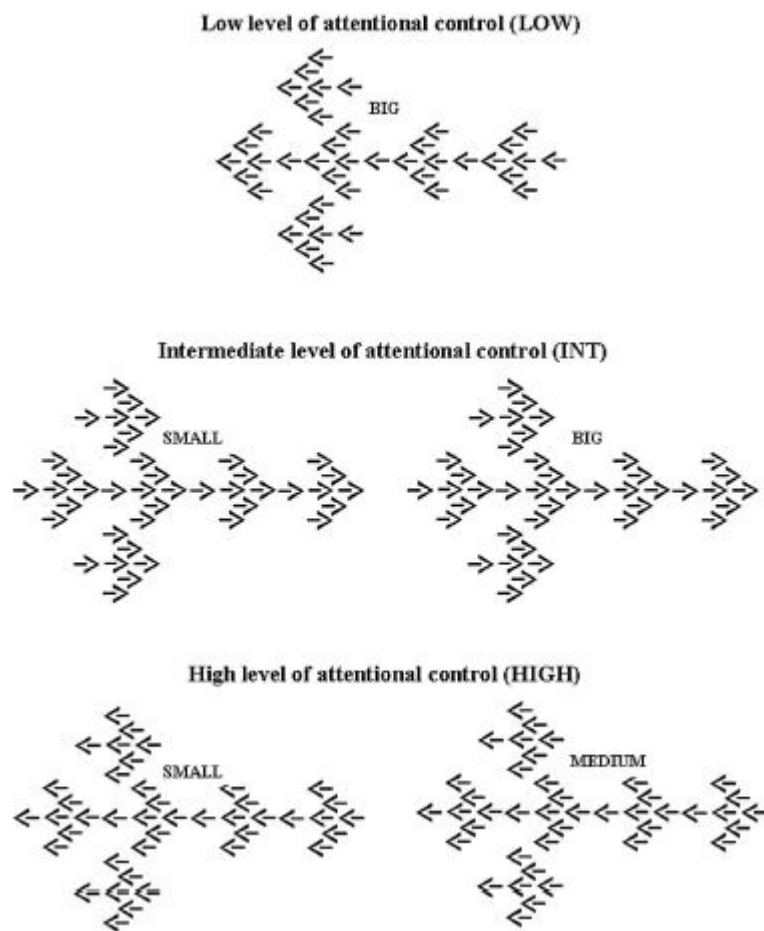 Low level of attentional control (LOW)
BIG
Intermediate level of attentional control (INT)
SMALL
BIG
High level of attentional control (HIGH)
SMALL
MEDIUM